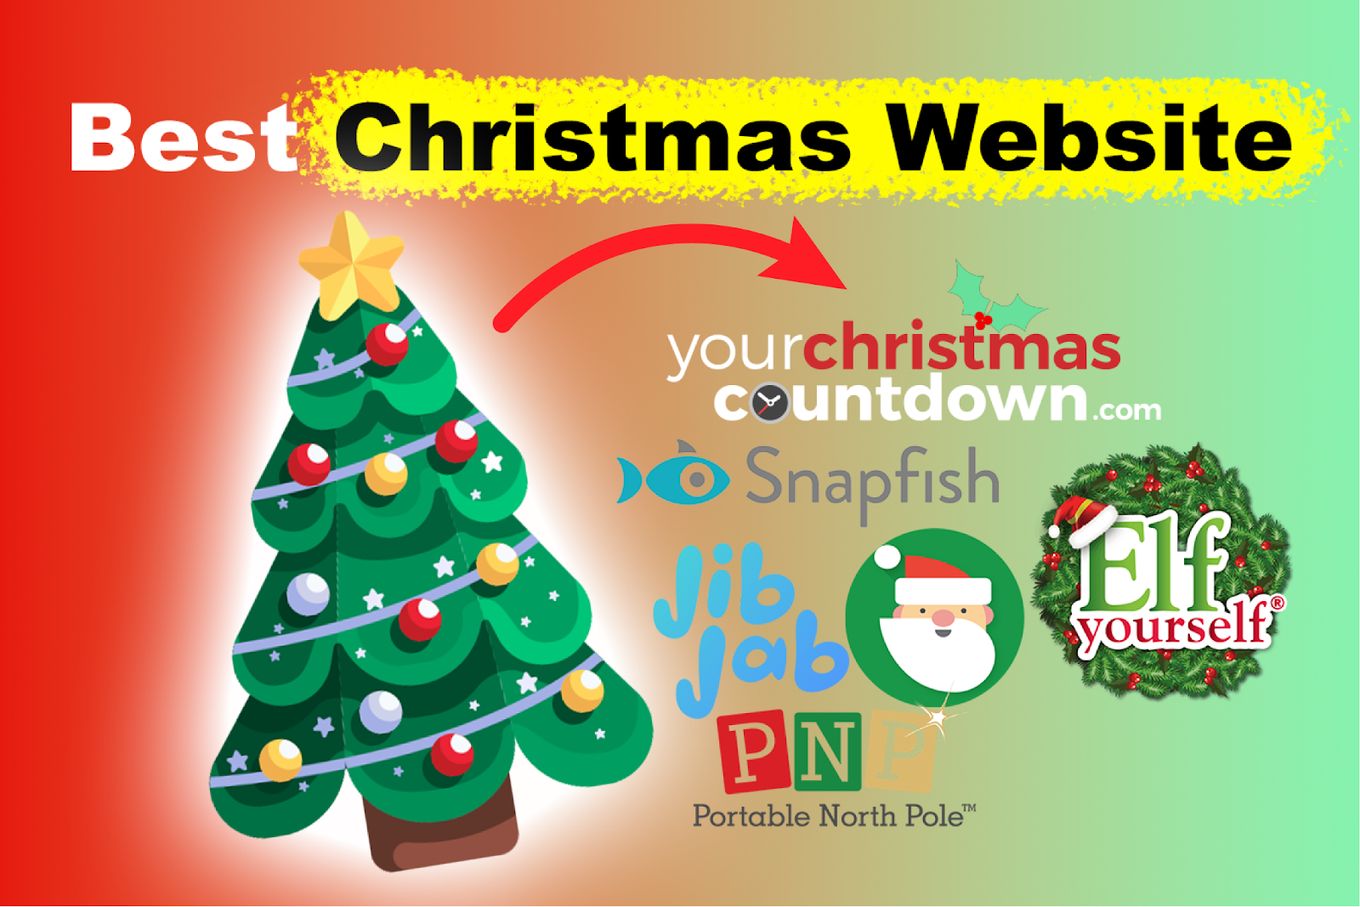 Best Christmas Website
yourchristmas
countdown.com
Snapfish
Elf
yourself®
Jib
Jab
PNP
Portable North Pole™